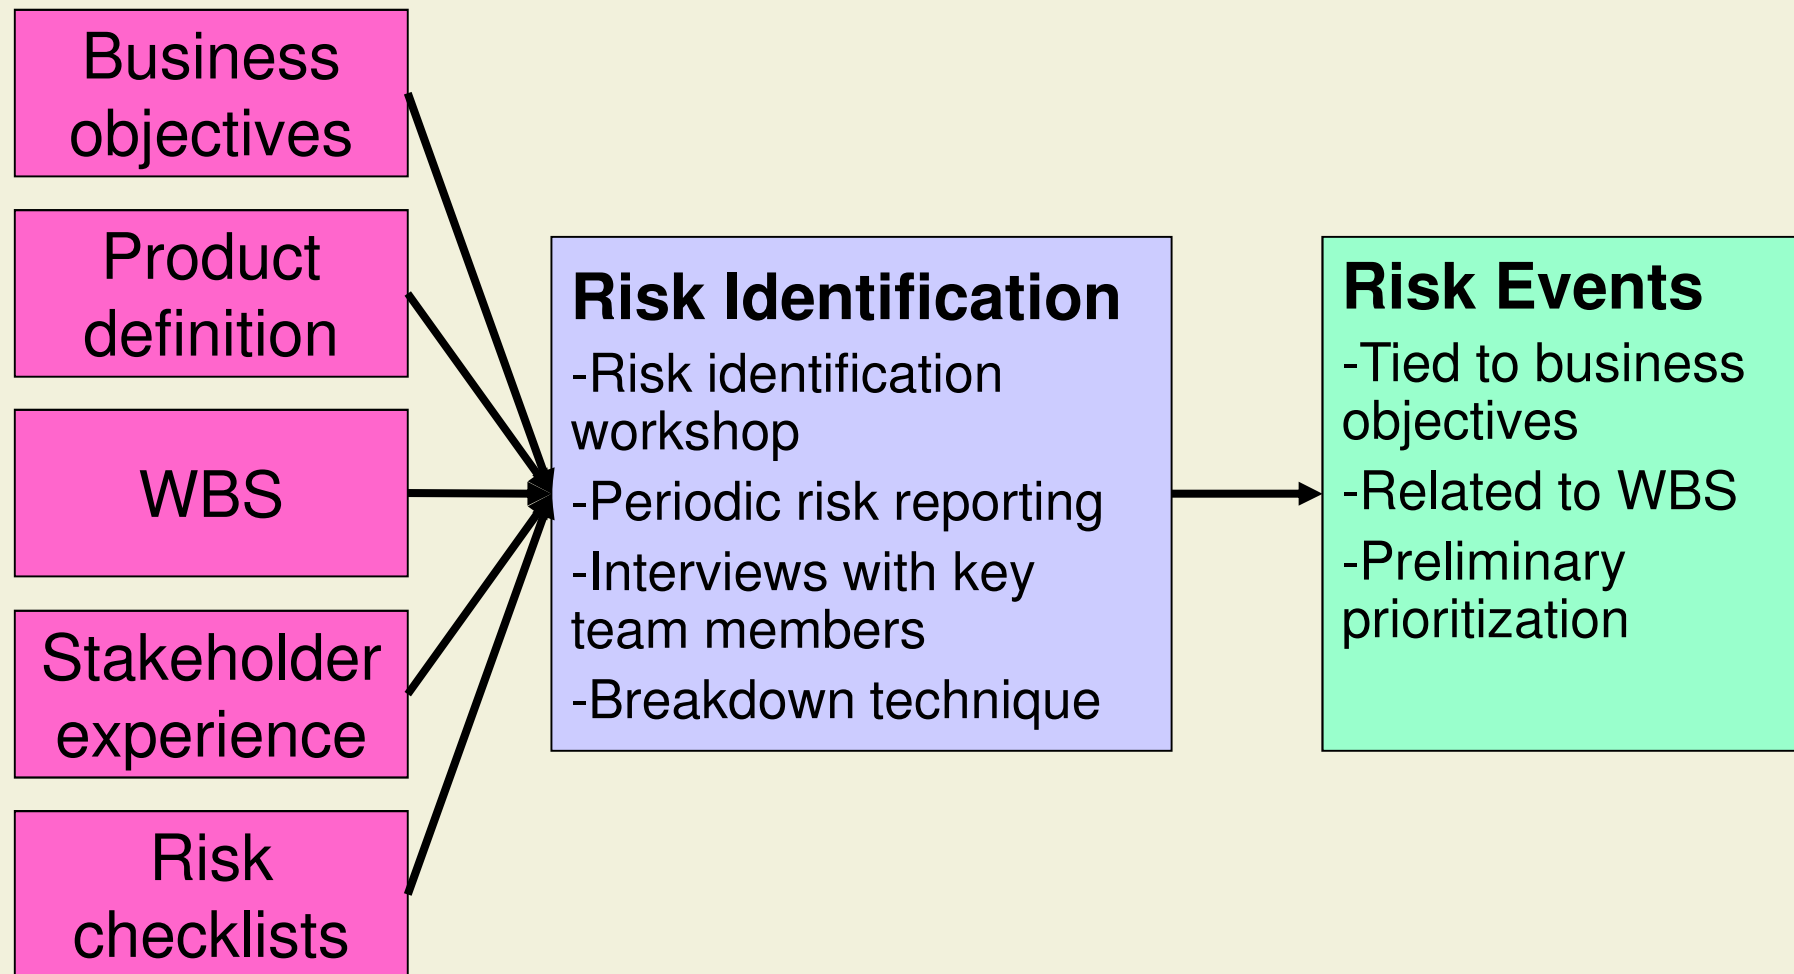 Business
objectives
Product
definition
WBS
Stakeholder
experience
Risk
checklists
Risk Identification
-Risk identification
workshop
-Periodic risk reporting
-Interviews with key
team members
-Breakdown technique
Risk Events
-Tied to business
objectives
-Related to WBS
-Preliminary
prioritization